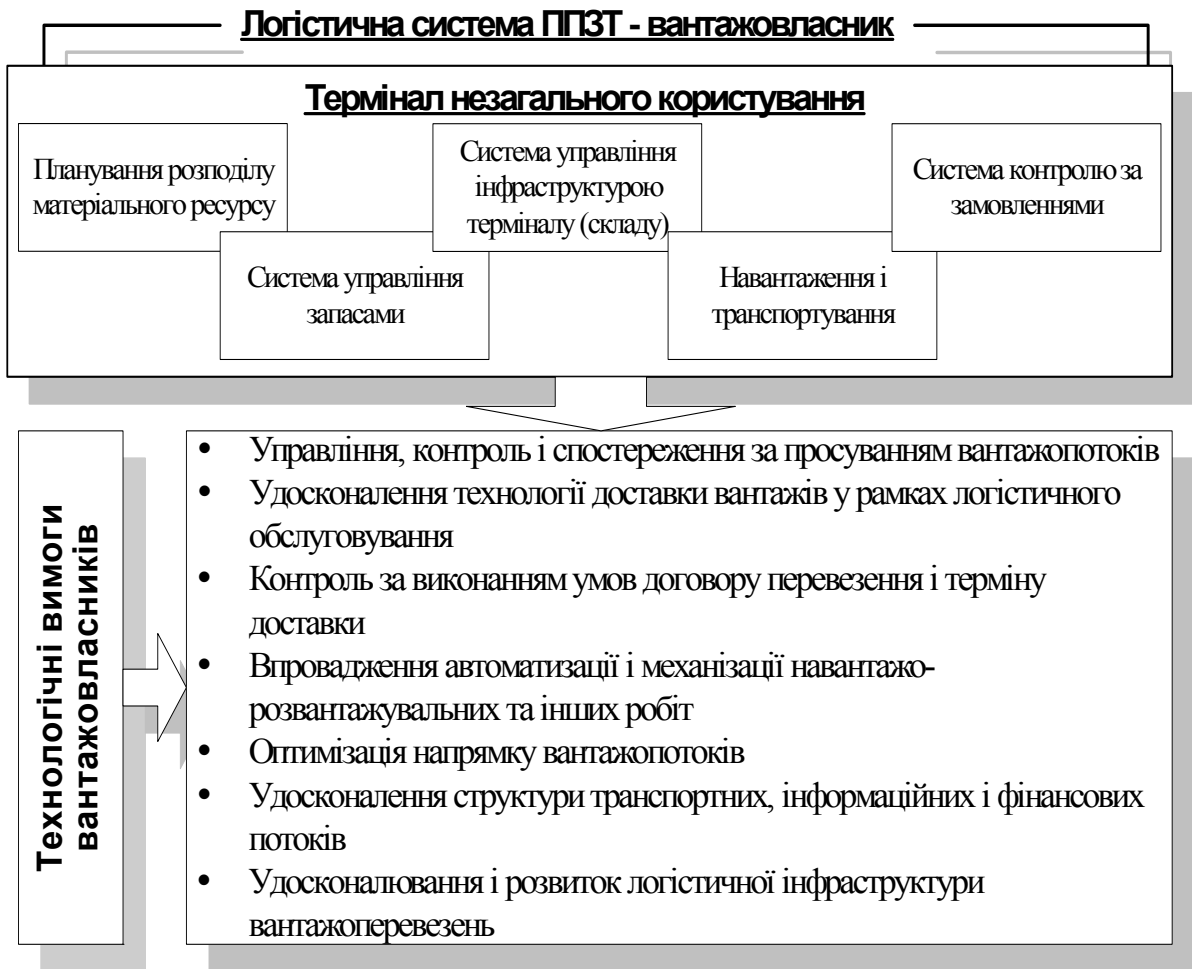 Логістична система ППЗТ - вантажовласник
Термінал незагального користування
Планування розподілу
матеріального ресурсу
Система управління
запасами
Система управління
інфраструктурою
терміналу (складу)
Навантаження і
транспортування
Система контролю за
замовленнями
Технологічні вимоги
вантажовласників
• Управління, контроль і спостереження за просуванням вантажопотоків
• Удосконалення технології доставки вантажів у рамках логістичного
обслуговування
• Контроль за виконанням умов договору перевезення і терміну
доставки
• Впровадження автоматизації і механізації навантажо-
розвантажувальних та інших робіт
• Оптимізація напрямку вантажопотоків
• Удосконалення структури транспортних, інформаційних і фінансових
потоків
• Удосконалювання і розвиток логістичної інфраструктури
вантажоперевезень